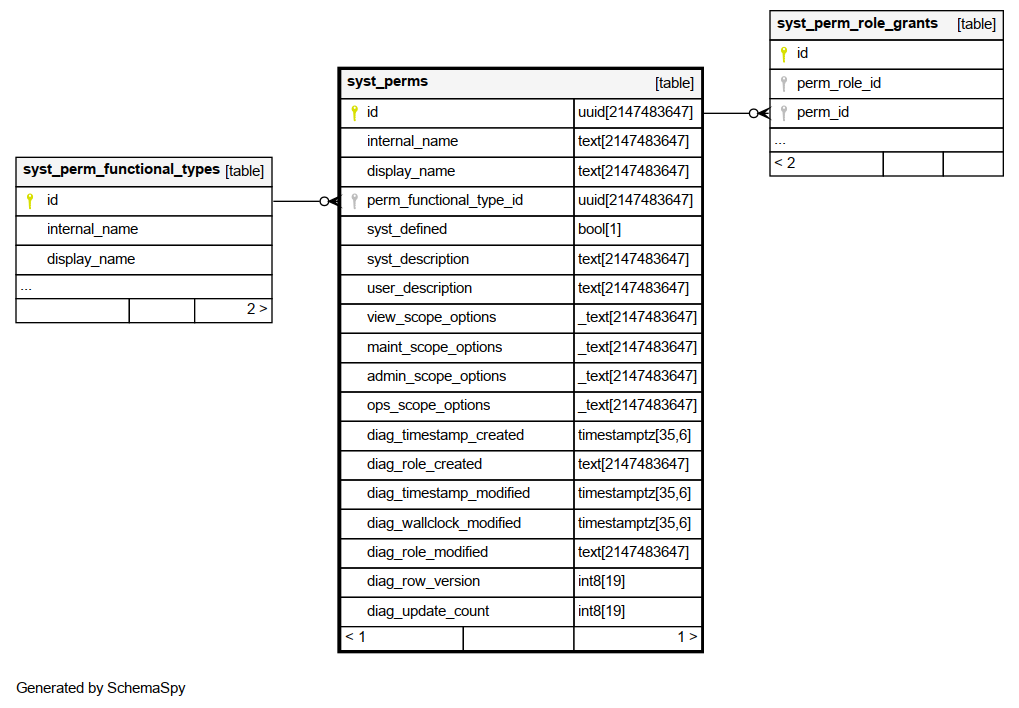 syst_perm_role_grants [table]
id
perm_role_id
perm_id
...
< 2
syst_perms [table]
id uuid[2147483647]
internal_name text[2147483647]
display_name text[2147483647]
perm_functional_type_id uuid[2147483647]
syst_defined bool[1]
syst_description text[2147483647]
user_description text[2147483647]
view_scope_options _text[2147483647]
maint_scope_options _text[2147483647]
admin_scope_options _text[2147483647]
ops_scope_options _text[2147483647]
diag_timestamp_created timestamptz[35,6]
diag_role_created text[2147483647]
diag_timestamp_modified timestamptz[35,6]
diag_wallclock_modified timestamptz[35,6]
diag_role_modified text[2147483647]
diag_row_version int8[19]
diag_update_count int8[19]
< 1 1 >
syst_perm_functional_types [table]
id
internal_name
display_name
...
2 >
Generated by SchemaSpy